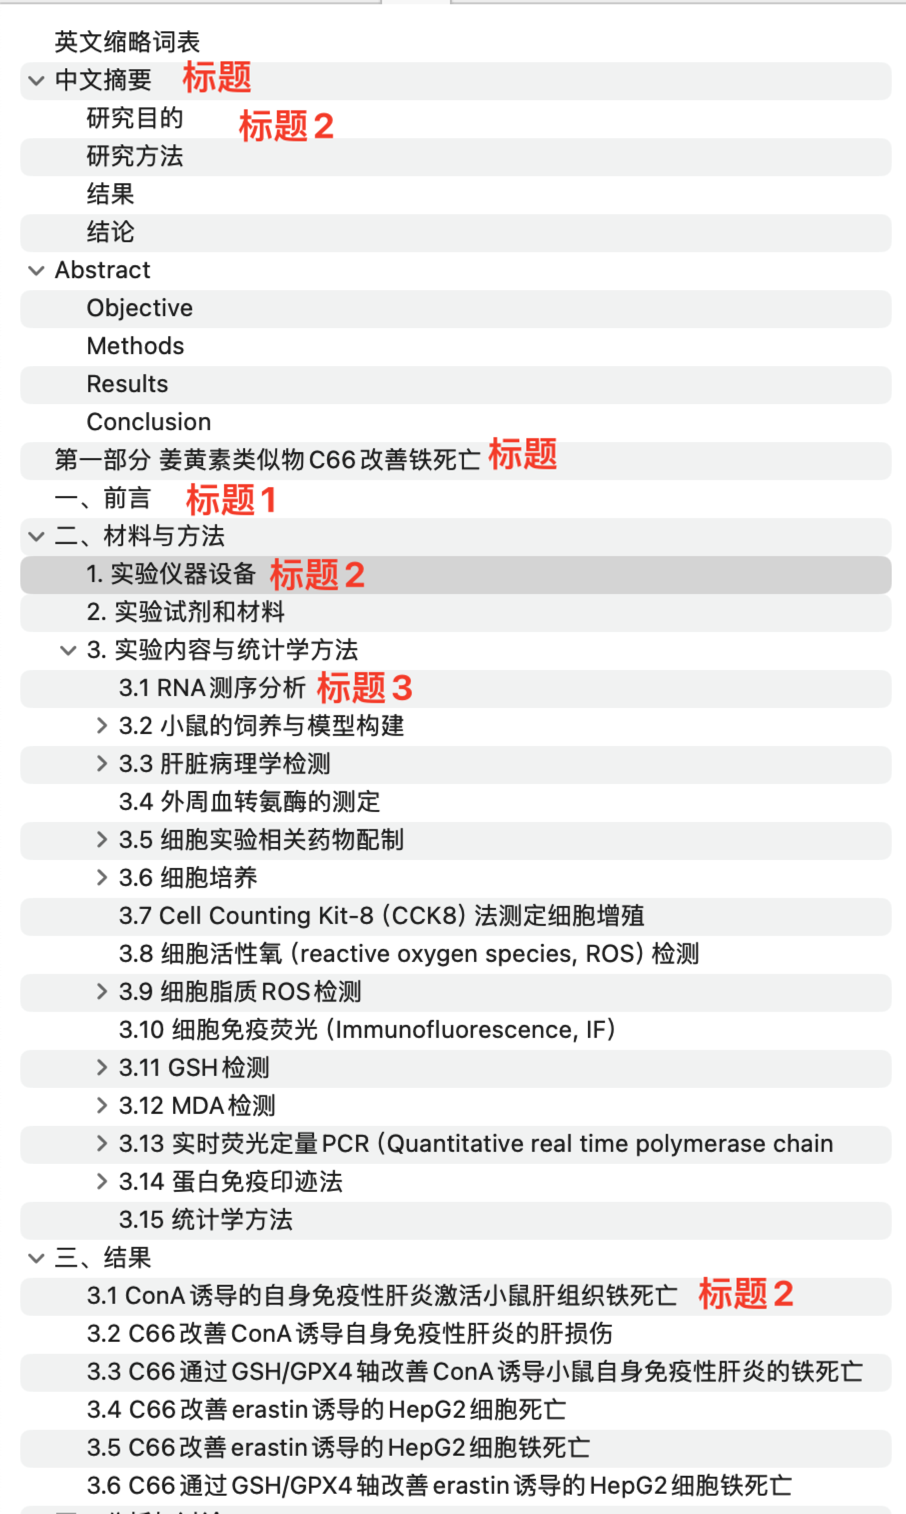 英文缩略词表
中文摘要 标题
研究目的 标题2
研究方法
结果
结论
Abstract
Objective
Methods
Results
Conclusion
第一部分 姜黄素类似物C66改善铁死亡 标题
一、前言 标题1
二、材料与方法
1. 实验仪器设备 标题2
2. 实验试剂和材料
3. 实验内容与统计学方法
3.1 RNA测序分析 标题3
3.2 小鼠的饲养与模型构建
3.3 肝脏病理学检测
3.4 外周血转氨酶的测定
3.5 细胞实验相关药物配制
3.6 细胞培养
3.7 Cell Counting Kit-8（CCK8）法测定细胞增殖
3.8 细胞活性氧（reactive oxygen species, ROS）检测
3.9 细胞脂质ROS检测
3.10 细胞免疫荧光（Immunofluorescence, IF）
3.11 GSH检测
3.12 MDA检测
3.13 实时荧光定量PCR（Quantitative real time polymerase chain
3.14 蛋白免疫印迹法
3.15 统计学方法
三、结果
3.1 ConA诱导的自身免疫性肝炎激活小鼠肝组织铁死亡 标题2
3.2 C66改善ConA诱导自身免疫性肝炎的肝损伤
3.3 C66通过GSH/GPX4轴改善ConA诱导小鼠自身免疫性肝炎的铁死亡
3.4 C66改善erastin诱导的HepG2细胞死亡
3.5 C66改善erastin诱导的HepG2细胞铁死亡
3.6 C66通过GSH/GPX4轴改善erastin诱导的HepG2细胞铁死亡